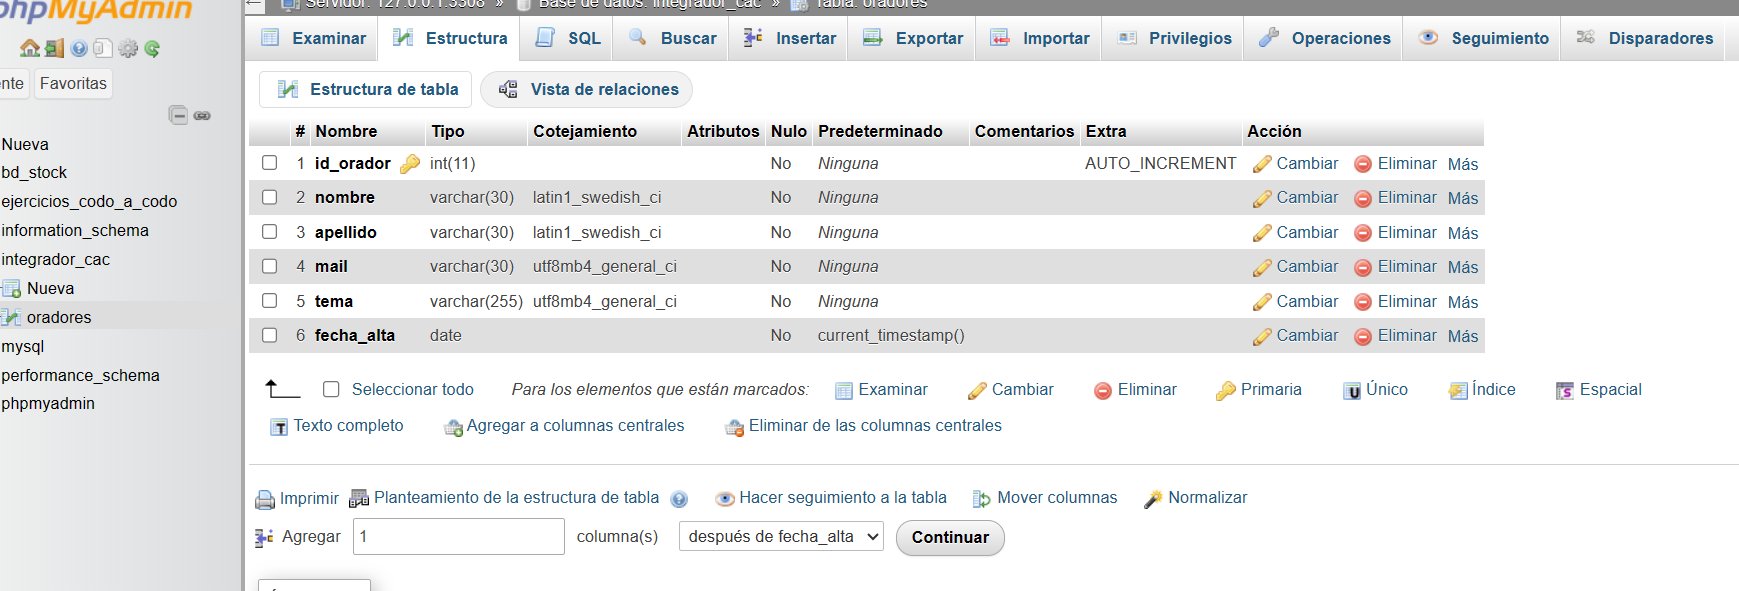 phpMyAdmin
Servidor: 127.0.0.1:3308 » Base de datos: integrador_cac » Tabla: oradores
Examinar Estructura SQL Buscar Insertar Exportar Importar Privilegios Operaciones Seguimiento Disparadores
nte Favoritas
Nueva
bd_stock
ejercicios_codo_a_codo
information_schema
integrador_cac
Nueva
oradores
mysql
performance_schema
phpmyadmin
Estructura de tabla Vista de relaciones
# Nombre Tipo Cotejamiento Atributos Nulo Predeterminado Comentarios Extra Acción
1 id_orador int(11) No Ninguna AUTO_INCREMENT Cambiar Eliminar Más
2 nombre varchar(30) latin1_swedish_ci No Ninguna Cambiar Eliminar Más
3 apellido varchar(30) latin1_swedish_ci No Ninguna Cambiar Eliminar Más
4 mail varchar(30) utf8mb4_general_ci No Ninguna Cambiar Eliminar Más
5 tema varchar(255) utf8mb4_general_ci No Ninguna Cambiar Eliminar Más
6 fecha_alta date No current_timestamp() Cambiar Eliminar Más
Seleccionar todo Para los elementos que están marcados: Examinar Cambiar Eliminar Primaria Único Índice Espacial
Texto completo Agregar a columnas centrales Eliminar de las columnas centrales
Imprimir Planteamiento de la estructura de tabla Hacer seguimiento a la tabla Mover columnas Normalizar
Agregar 1 columna(s) después de fecha_alta Continuar